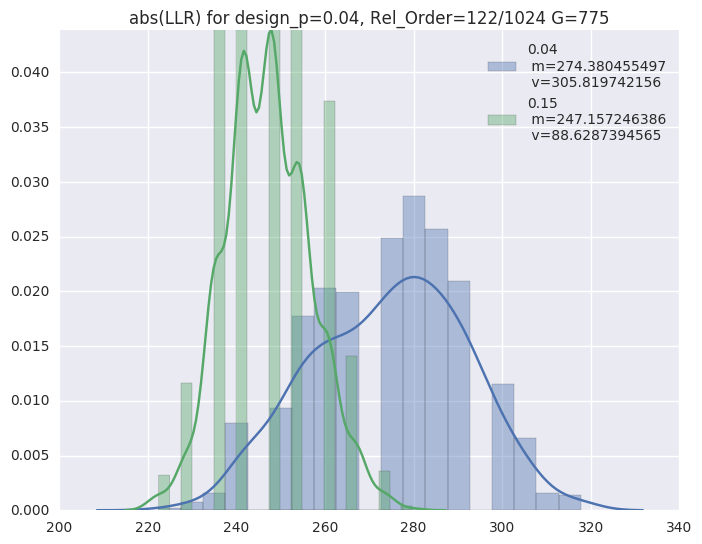 abs(LLR) for design_p=0.04, Rel_Order=122/1024 G=775
0.04
m=274.380455497
v=305.819742156
0.15
m=247.157246386
v=88.6287394565
0.040
0.035
0.030
0.025
0.020
0.015
0.010
0.005
0.000
200 220 240 260 280 300 320 340